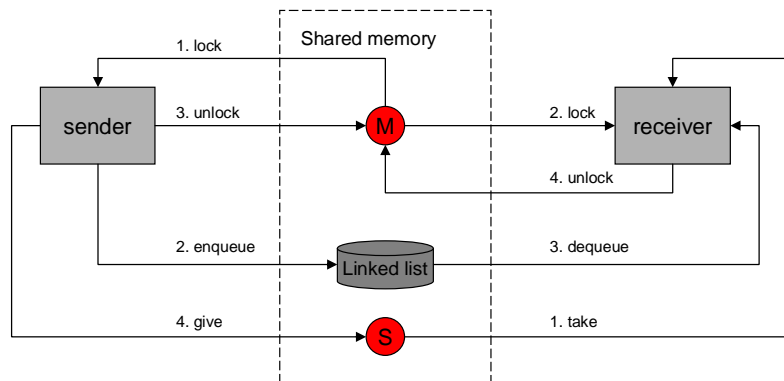 Shared memory
1. lock
sender
3. unlock
M
2. lock
receiver
4. unlock
2. enqueue
Linked list
3. dequeue
4. give
S
1. take